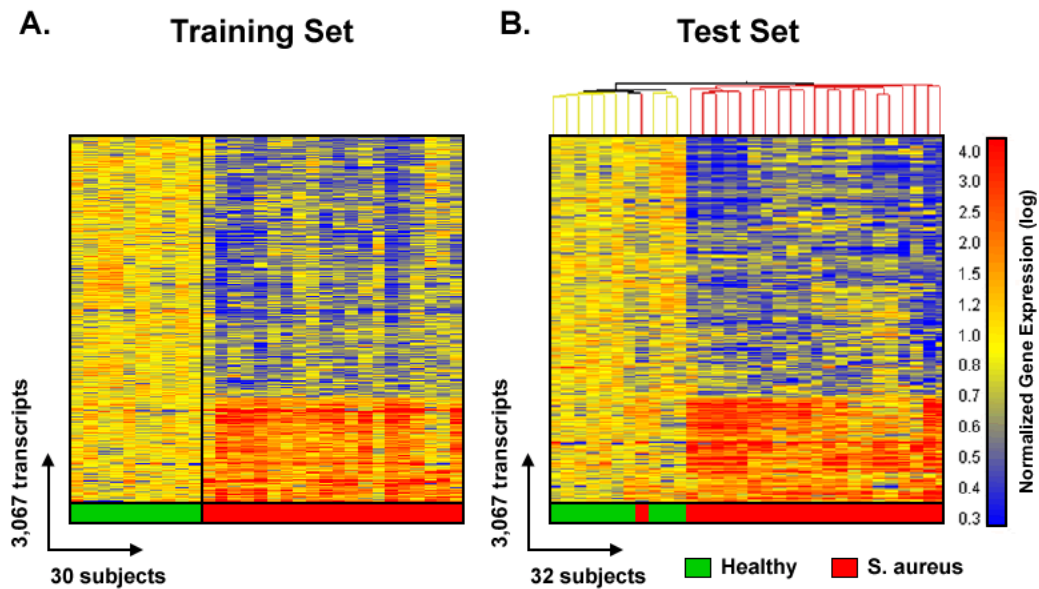 A.
Training Set
B.
Test Set
3,067 transcripts
30 subjects
3,067 transcripts
32 subjects
4.0
3.0
2.5
2.0
1.5
1.2
1.0
0.8
0.7
0.6
0.5
0.4
0.3
Normalized Gene Expression (log)
Healthy
S. aureus